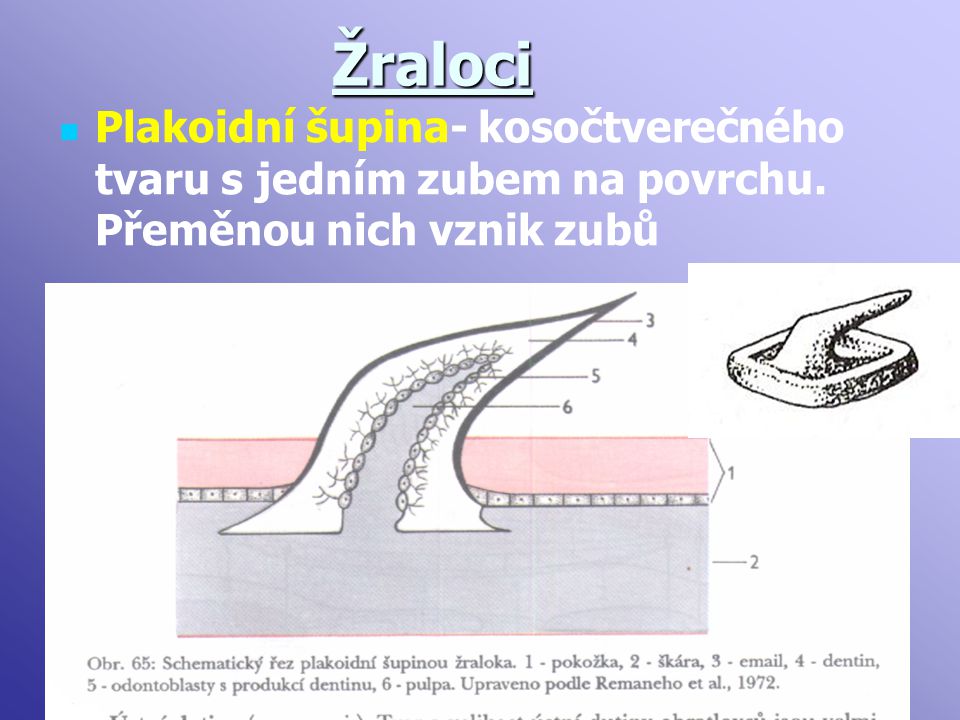 Žraloci
Plakoidní šupina- kosočtverečného
tvaru s jedním zubem na povrchu.
Přeměnou nich vznik zubů
3
4
5
6
1
2
Obr. 65: Schematický řez plakoidní šupinou žraloka. 1 - pokožka, 2 - škára, 3 - email, 4 - dentin,
5 - odontoblasty s produkcí dentinu, 6 - pulpa. Upraveno podle Remaneho et al., 1972.